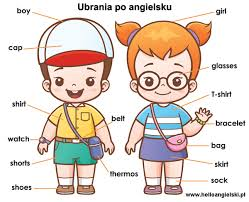 Ubrania po angielsku
boy
girl
cap
glasses
T-shirt
shirt
belt
bracelet
watch
bag
shorts
thermos
skirt
shoes
sock
www.helloangielski.pl